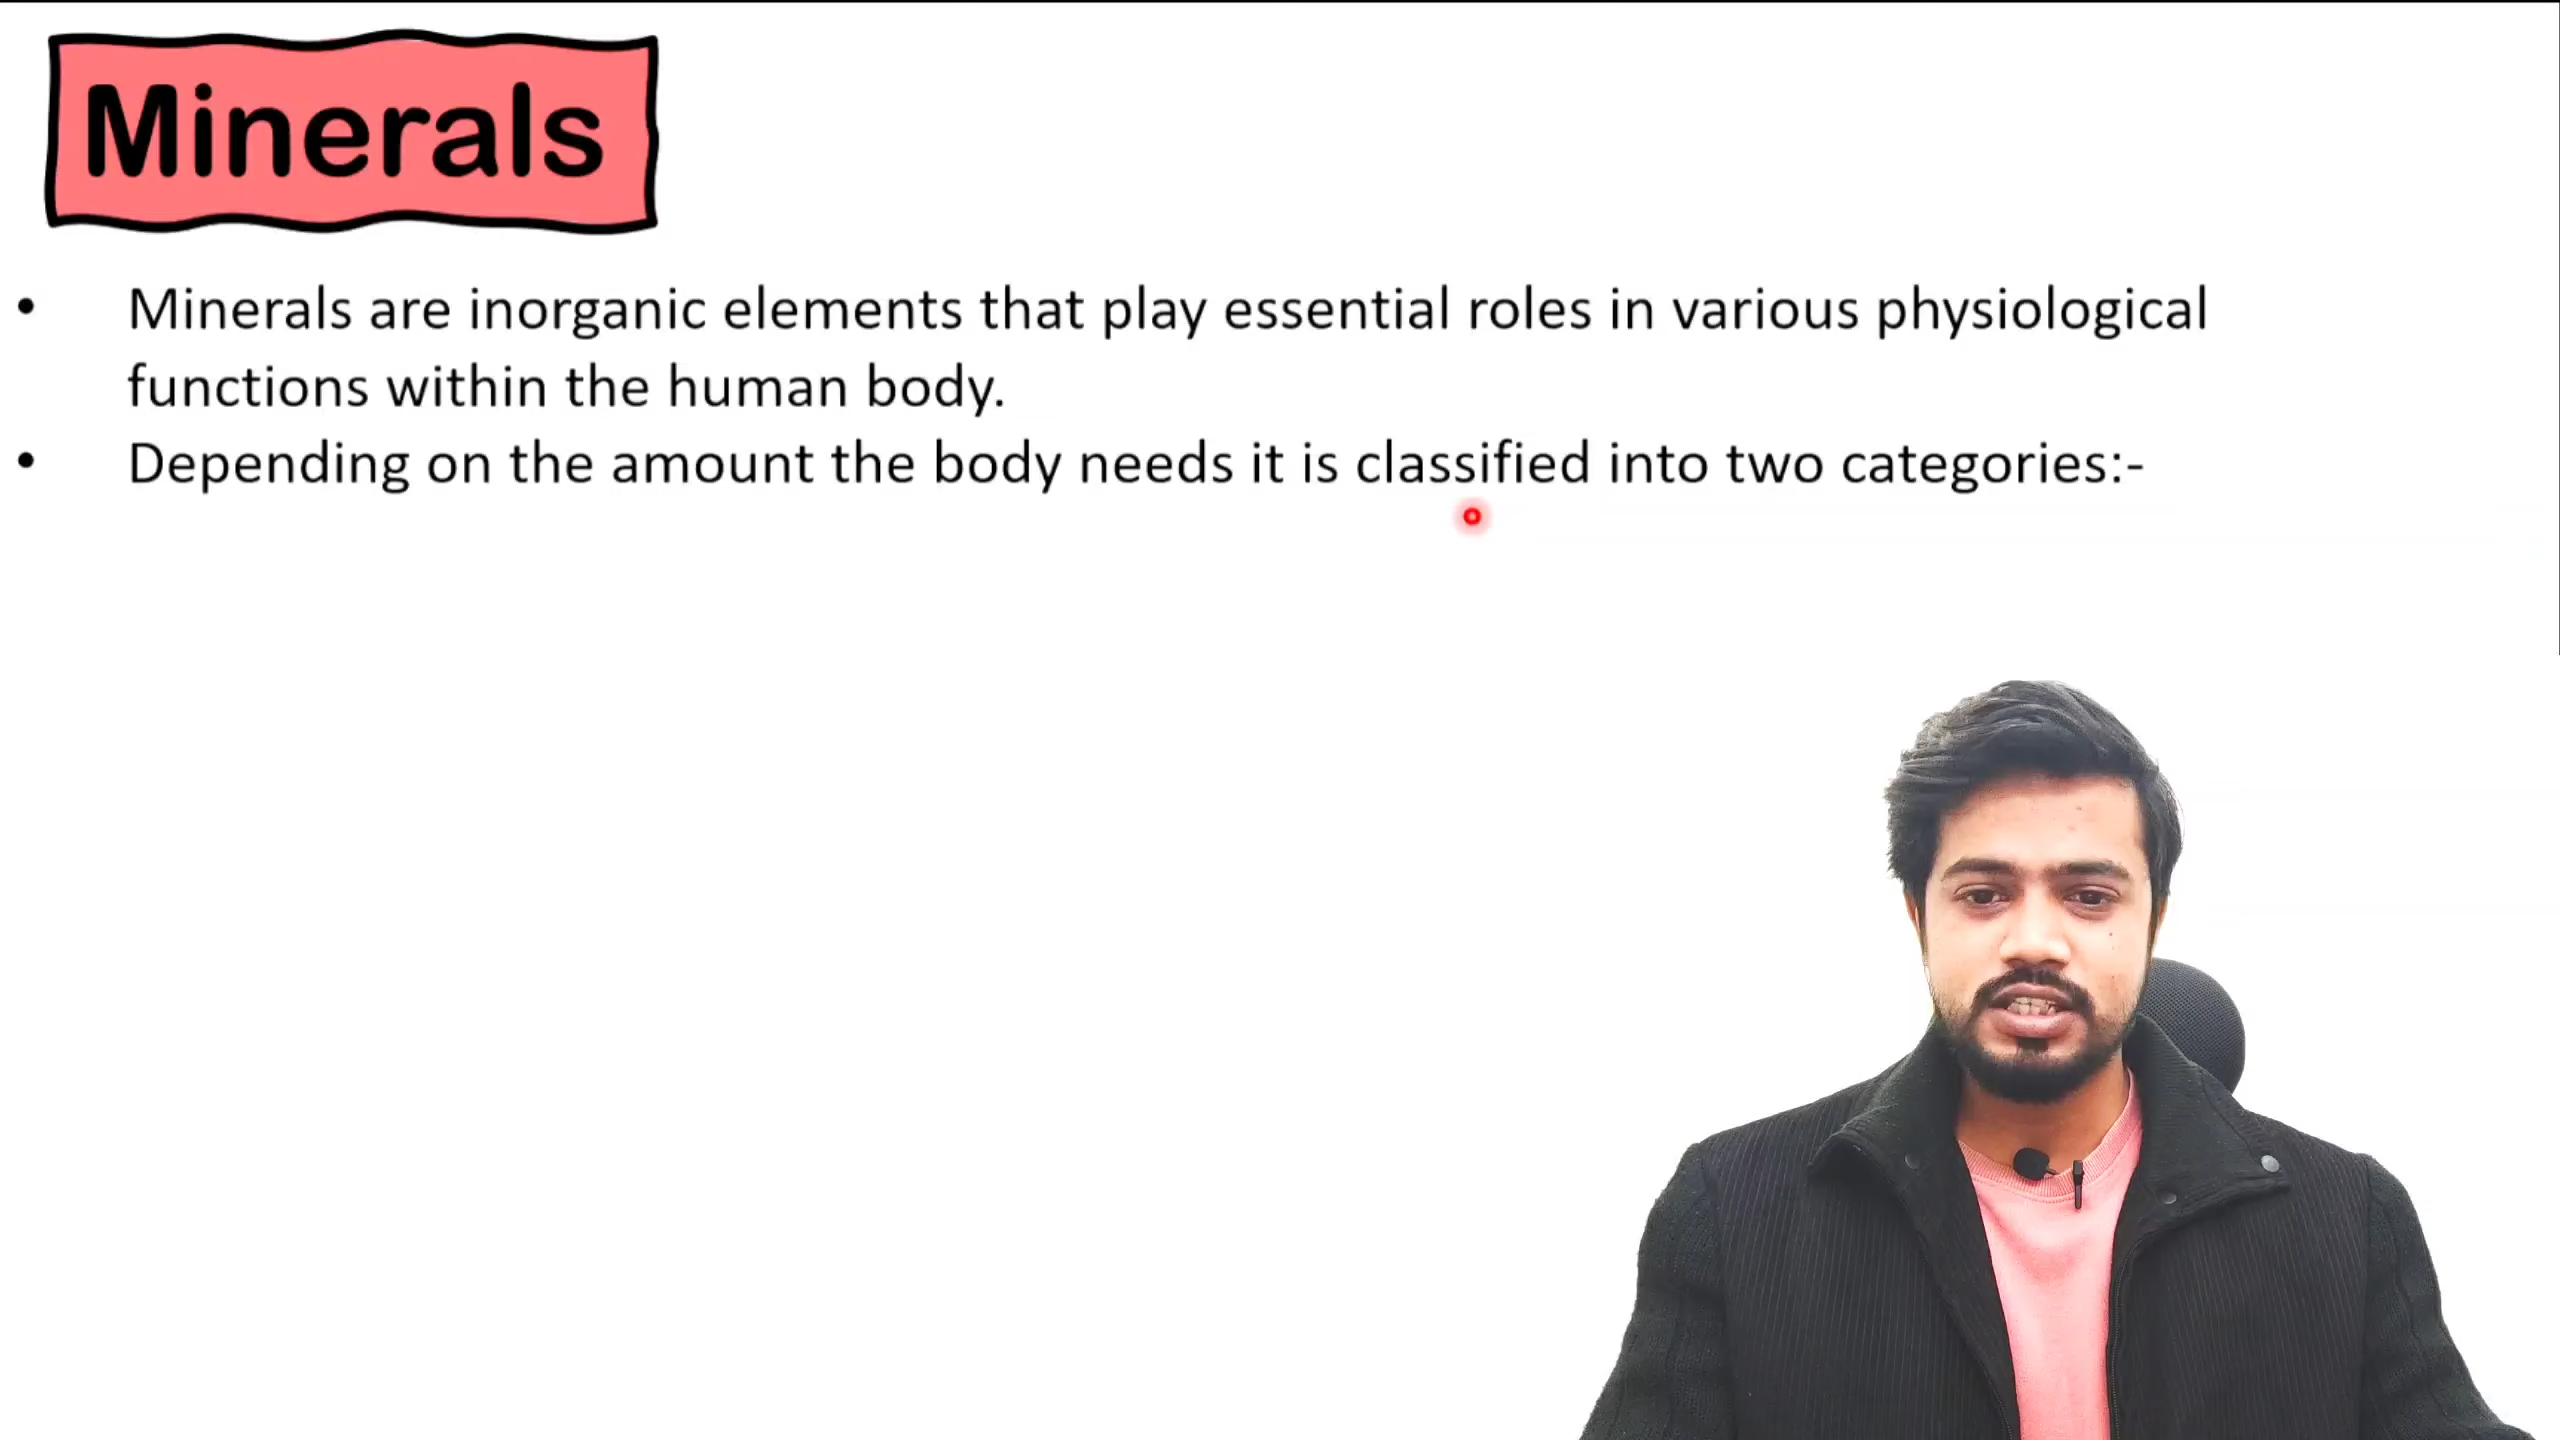 Minerals
• Minerals are inorganic elements that play essential roles in various physiological
functions within the human body.
• Depending on the amount the body needs it is classified into two categories:-